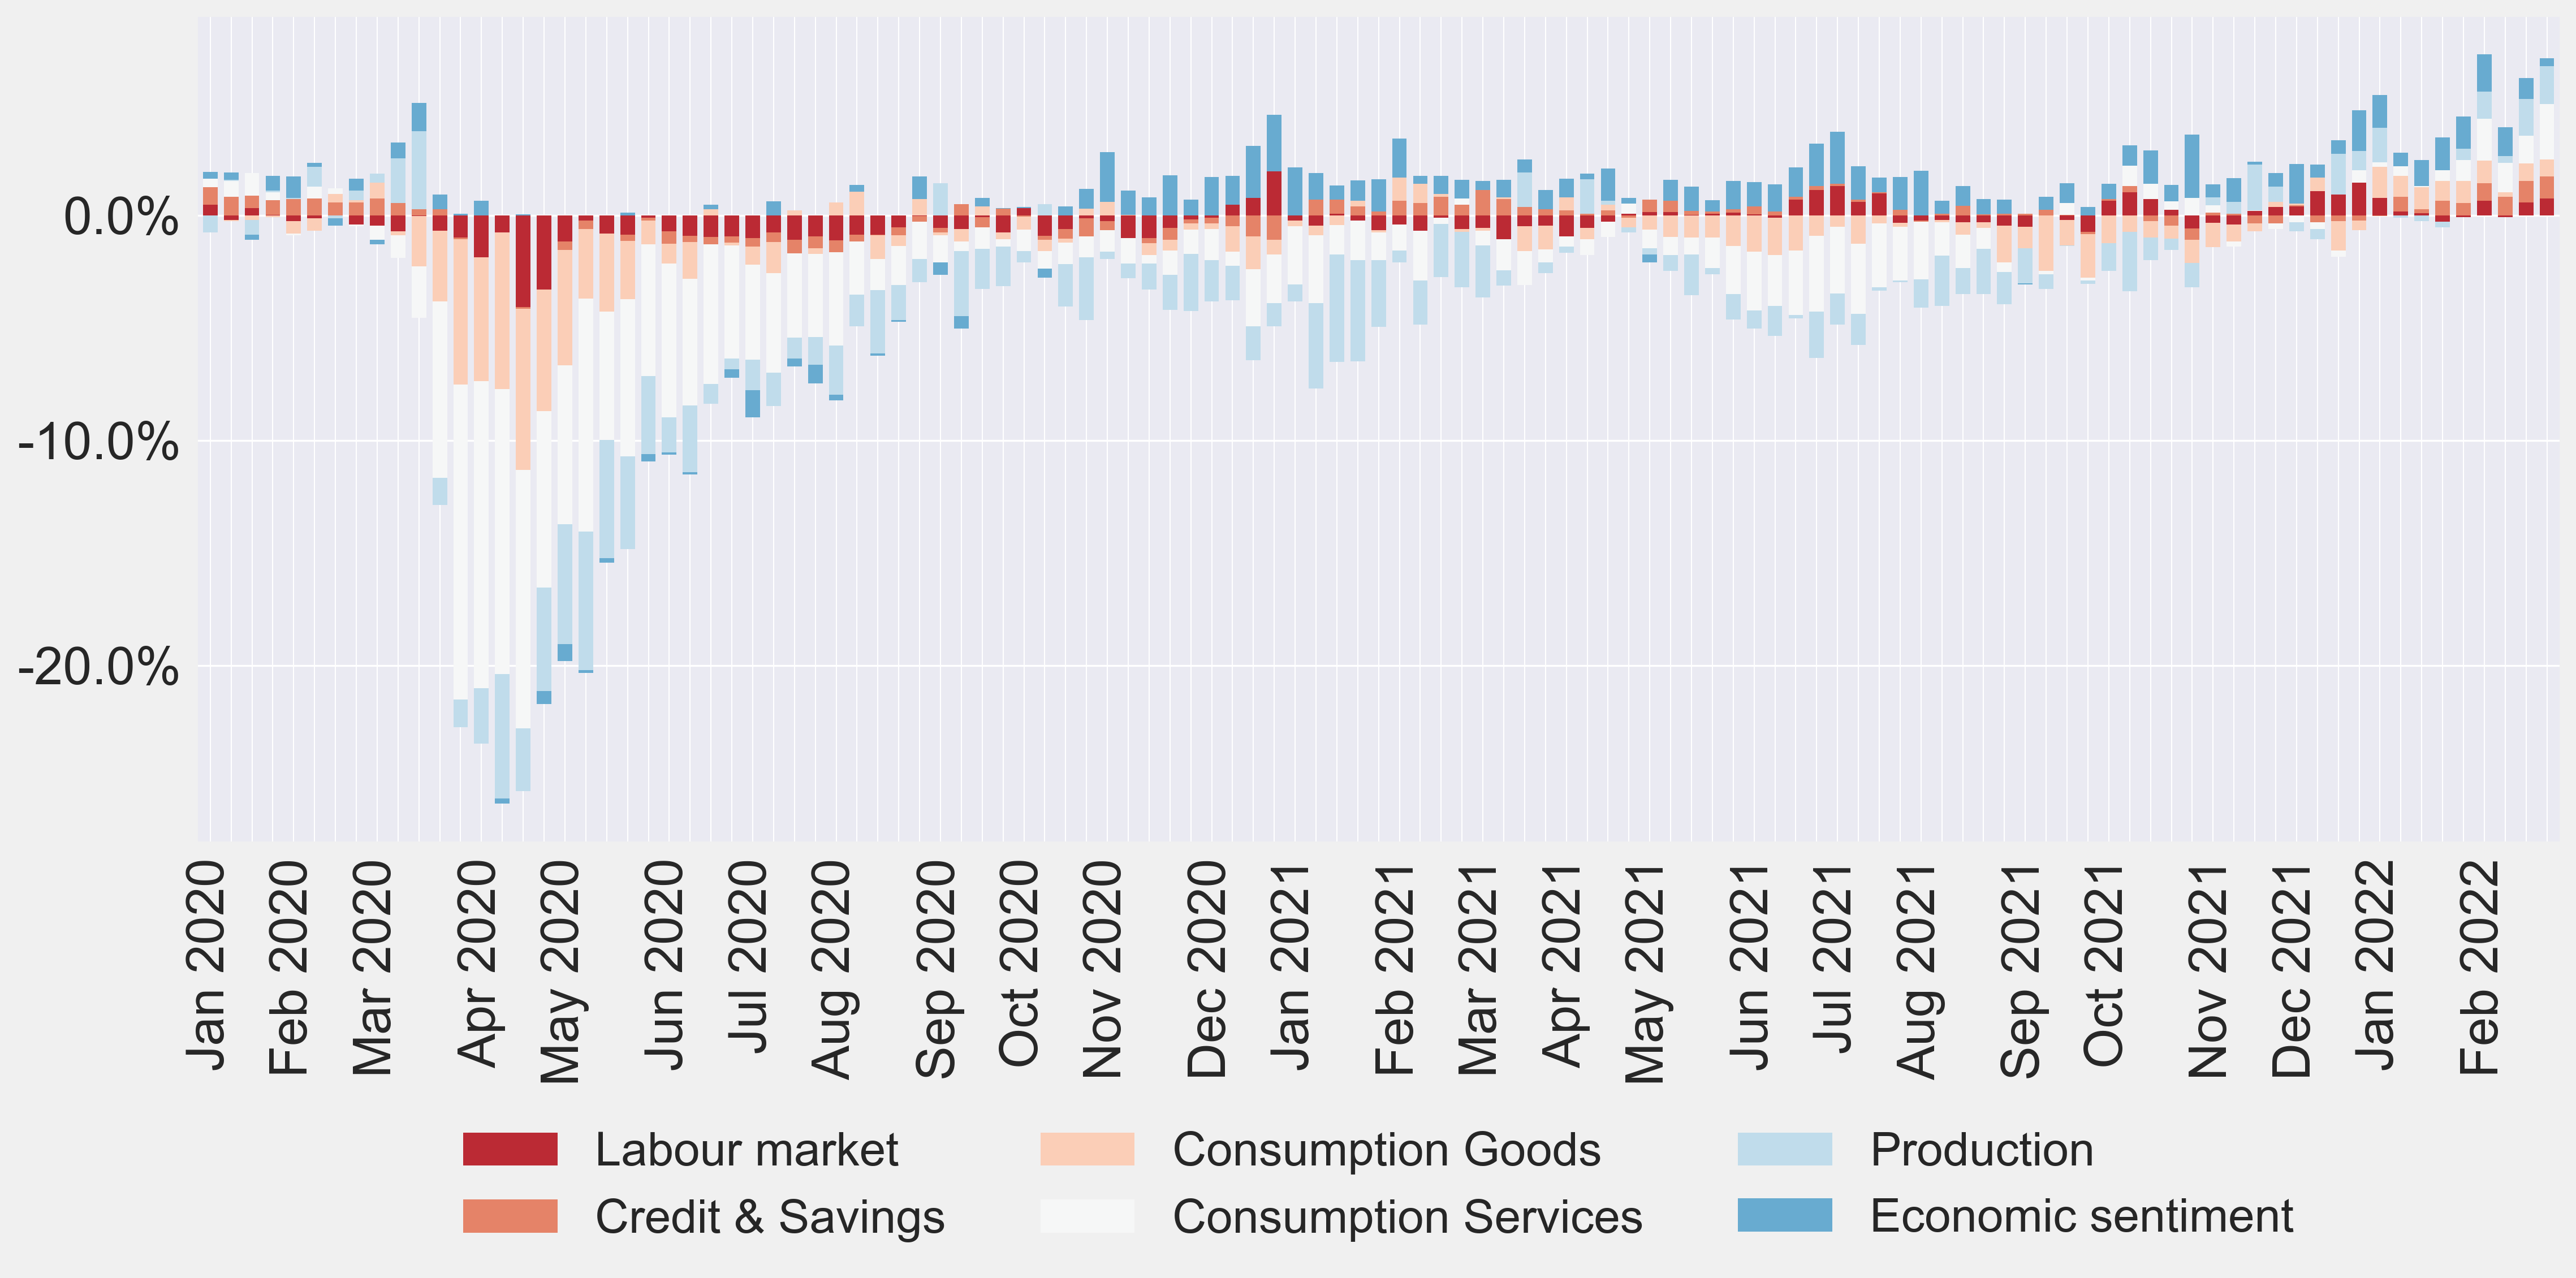 0.0%
-10.0%
-20.0%
Jan 2020
Feb 2020
Mar 2020
Apr 2020
May 2020
Jun 2020
Jul 2020
Aug 2020
Sep 2020
Oct 2020
Nov 2020
Dec 2020
Jan 2021
Feb 2021
Mar 2021
Apr 2021
May 2021
Jun 2021
Jul 2021
Aug 2021
Sep 2021
Oct 2021
Nov 2021
Dec 2021
Jan 2022
Feb 2022
Labour market
Credit & Savings
Consumption Goods
Consumption Services
Production
Economic sentiment